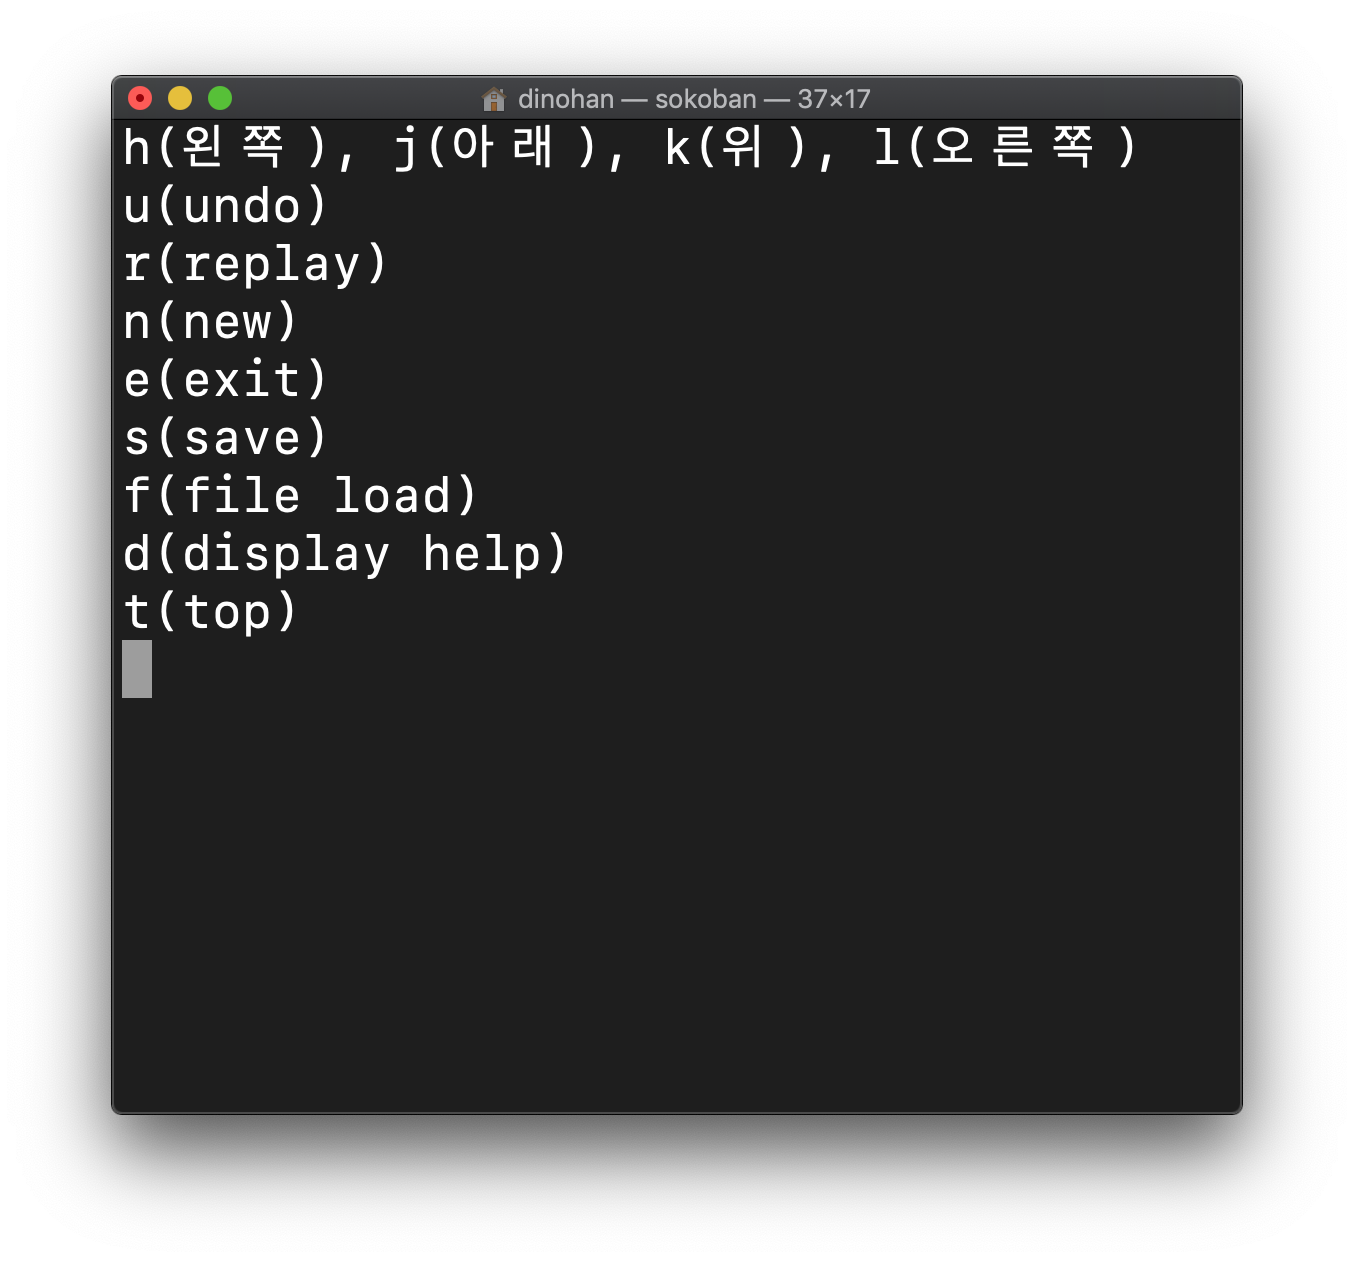 dinohan — sokoban — 37×17
h(왼쪽), j(아래), k(위), l(오른쪽)
u(undo)
r(replay)
n(new)
e(exit)
s(save)
f(file load)
d(display help)
t(top)